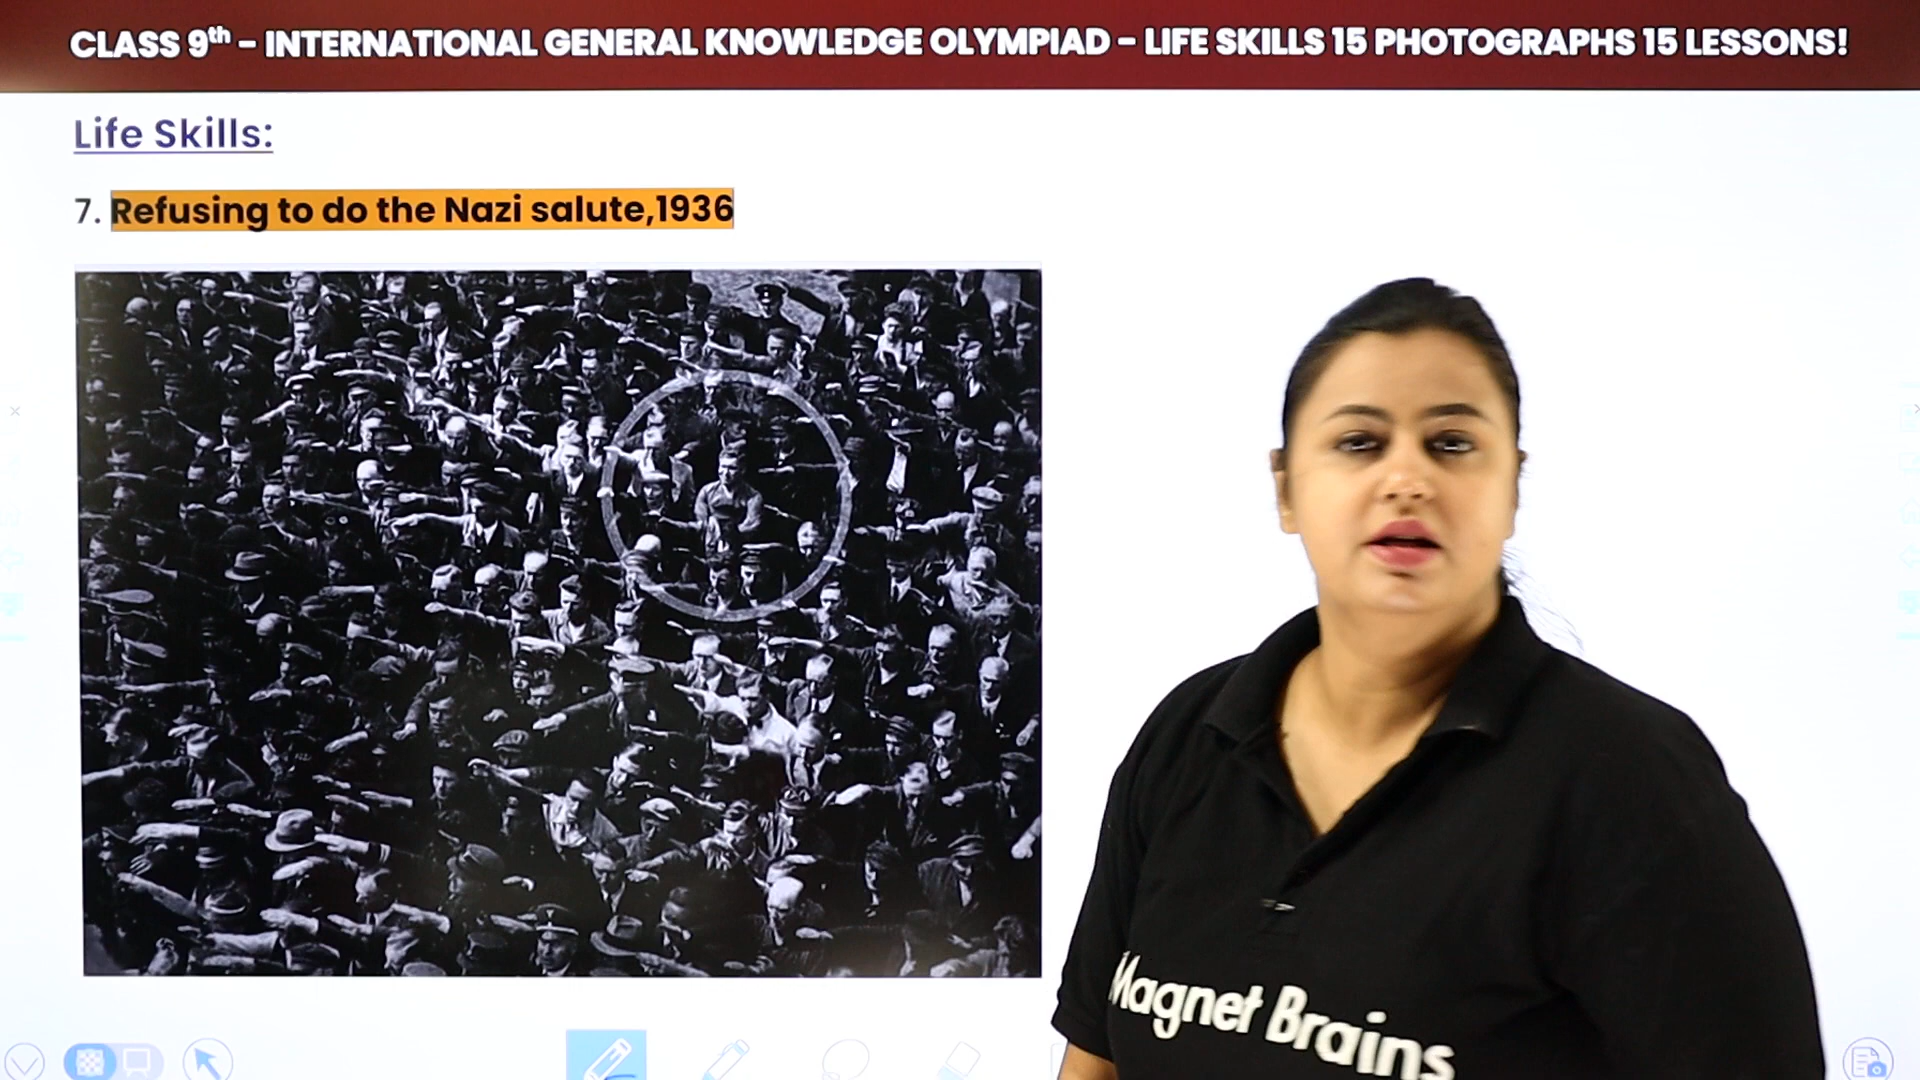 CLASS 9th - INTERNATIONAL GENERAL KNOWLEDGE OLYMPIAD - LIFE SKILLS 15 PHOTOGRAPHS 15 LESSONS!
Life Skills:
7. Refusing to do the Nazi salute,1936
Magnet Brains